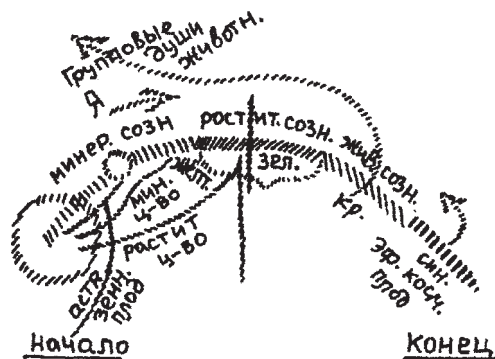 Групповые
души
животн.
Я
минер. созн.
растит. созн.
жив. созн.
жел.
зел.
мин.
ц-во
растит
ц-во
кр.
син.
эф. косм.
плод
астр.
земн.
плод
начало
конец